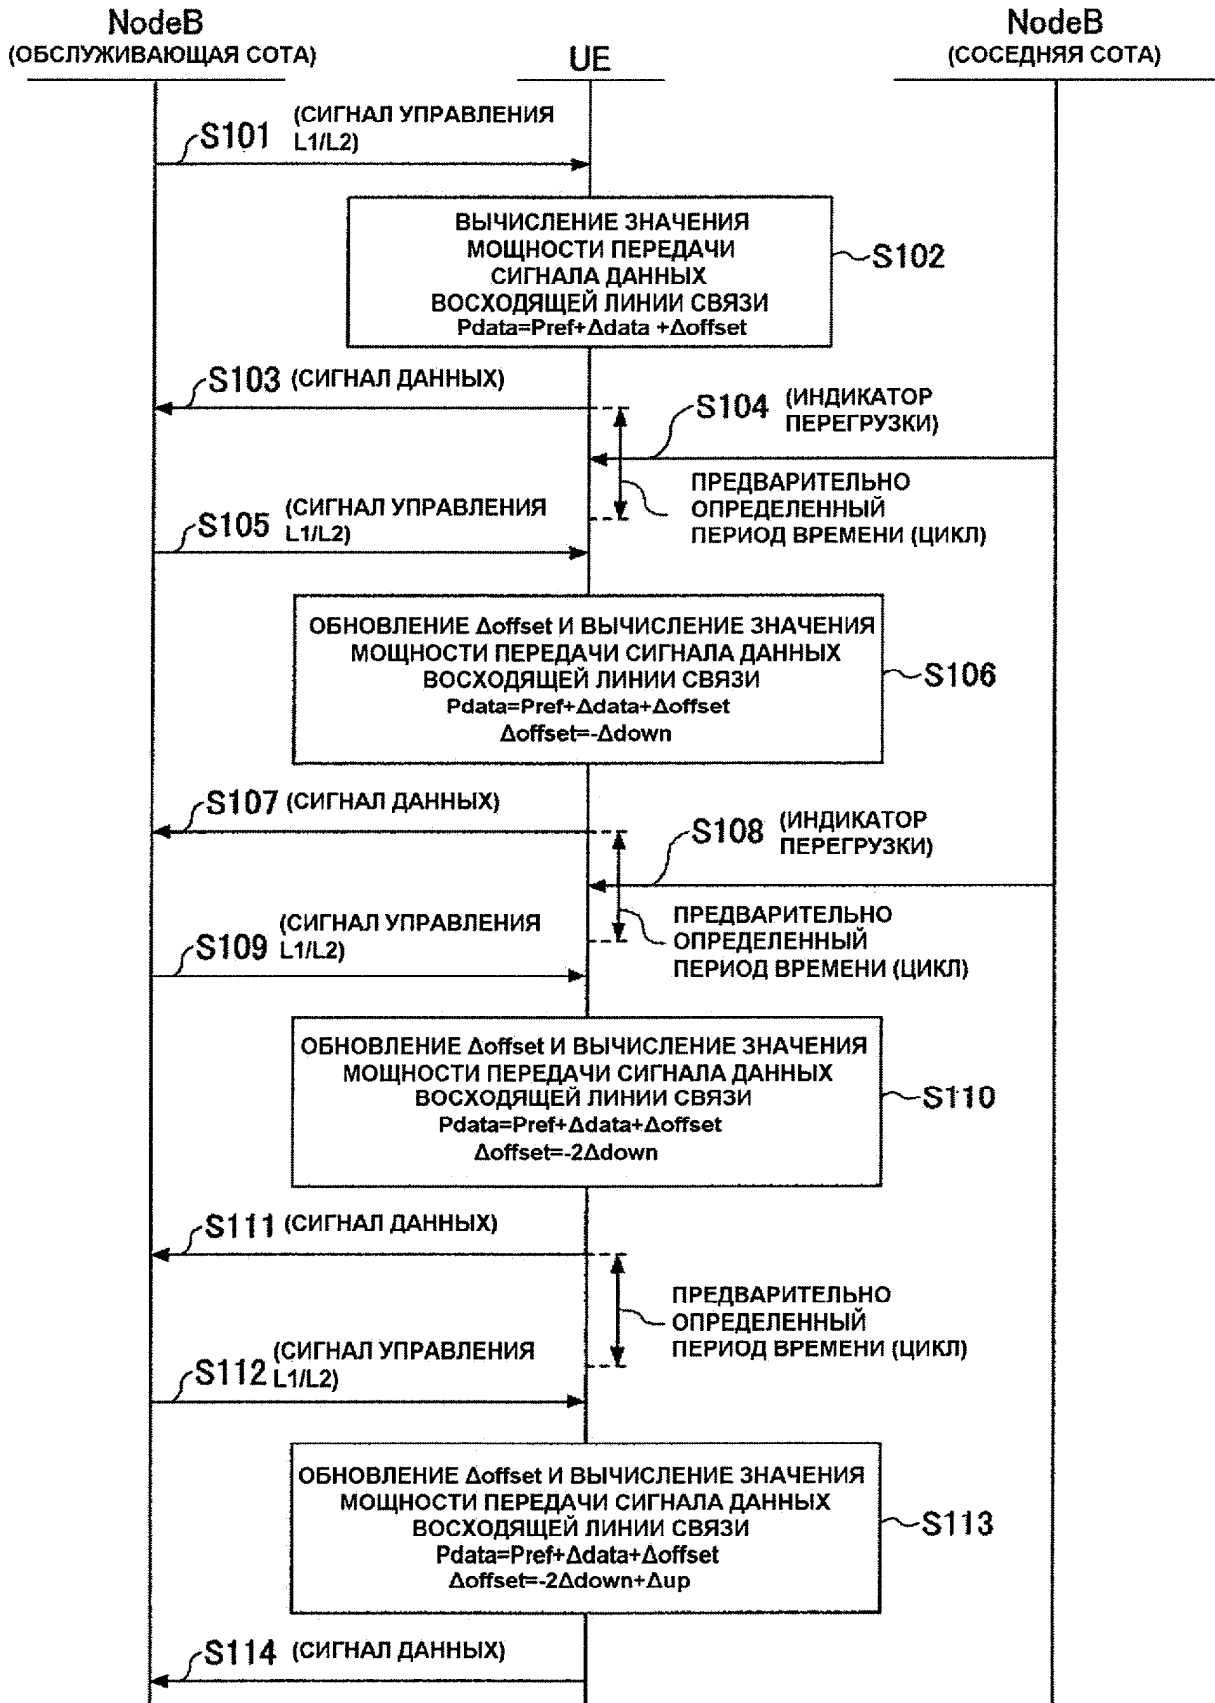 NodeB
(ОБСЛУЖИВАЮЩАЯ СОТА)
UE
NodeB
(СОСЕДНЯЯ СОТА)
S101
(СИГНАЛ УПРАВЛЕНИЯ
L1/L2)
ВЫЧИСЛЕНИЕ ЗНАЧЕНИЯ
МОЩНОСТИ ПЕРЕДАЧИ
СИГНАЛА ДАННЫХ
ВОСХОДЯЩЕЙ ЛИНИИ СВЯЗИ
Pdata=Pref+Δdata +Δoffset
S102
S103 (СИГНАЛ ДАННЫХ)
S104
(ИНДИКАТОР
ПЕРЕГРУЗКИ)
ПРЕДВАРИТЕЛЬНО
ОПРЕДЕЛЕННЫЙ
ПЕРИОД ВРЕМЕНИ (ЦИКЛ)
S105
(СИГНАЛ УПРАВЛЕНИЯ
L1/L2)
ОБНОВЛЕНИЕ Δoffset И ВЫЧИСЛЕНИЕ ЗНАЧЕНИЯ
МОЩНОСТИ ПЕРЕДАЧИ СИГНАЛА ДАННЫХ
ВОСХОДЯЩЕЙ ЛИНИИ СВЯЗИ
Pdata=Pref+Δdata+Δoffset
Δoffset=-Δdown
S106
S107 (СИГНАЛ ДАННЫХ)
S108
(ИНДИКАТОР
ПЕРЕГРУЗКИ)
ПРЕДВАРИТЕЛЬНО
ОПРЕДЕЛЕННЫЙ
ПЕРИОД ВРЕМЕНИ (ЦИКЛ)
S109
(СИГНАЛ УПРАВЛЕНИЯ
L1/L2)
ОБНОВЛЕНИЕ Δoffset И ВЫЧИСЛЕНИЕ ЗНАЧЕНИЯ
МОЩНОСТИ ПЕРЕДАЧИ СИГНАЛА ДАННЫХ
ВОСХОДЯЩЕЙ ЛИНИИ СВЯЗИ
Pdata=Pref+Δdata+Δoffset
Δoffset=-2Δdown
S110
S111 (СИГНАЛ ДАННЫХ)
ПРЕДВАРИТЕЛЬНО
ОПРЕДЕЛЕННЫЙ
ПЕРИОД ВРЕМЕНИ (ЦИКЛ)
S112
(СИГНАЛ УПРАВЛЕНИЯ
L1/L2)
ОБНОВЛЕНИЕ Δoffset И ВЫЧИСЛЕНИЕ ЗНАЧЕНИЯ
МОЩНОСТИ ПЕРЕДАЧИ СИГНАЛА ДАННЫХ
ВОСХОДЯЩЕЙ ЛИНИИ СВЯЗИ
Pdata=Pref+Δdata+Δoffset
Δoffset=-2Δdown+Δup
S113
S114 (СИГНАЛ ДАННЫХ)